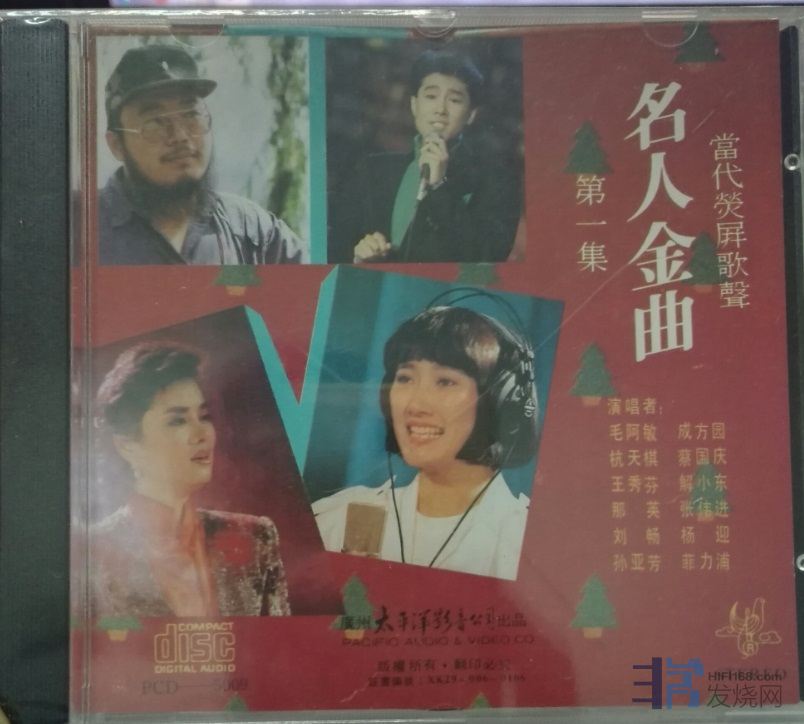 當代熒屏歌聲
名人金曲
第一集
演唱者:
毛阿敏 成方园
杭天棋 蔡国庆
王秀芬 解小东
那英 张伟进
刘畅 杨迎
孙亚芳 菲力浦
廣州太平洋影音公司出品
PACIFIC AUDIO & VIDEO CO
版權所有·翻印必究
COMPACT
disc
DIGITAL AUDIO
HIFI168.com
发烧网